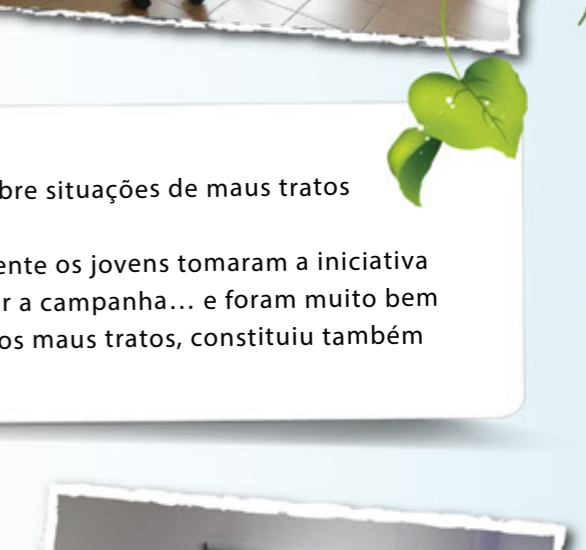 bre situações de maus tratos
ente os jovens tomaram a iniciativa
r a campanha… e foram muito bem
os maus tratos, constituiu também